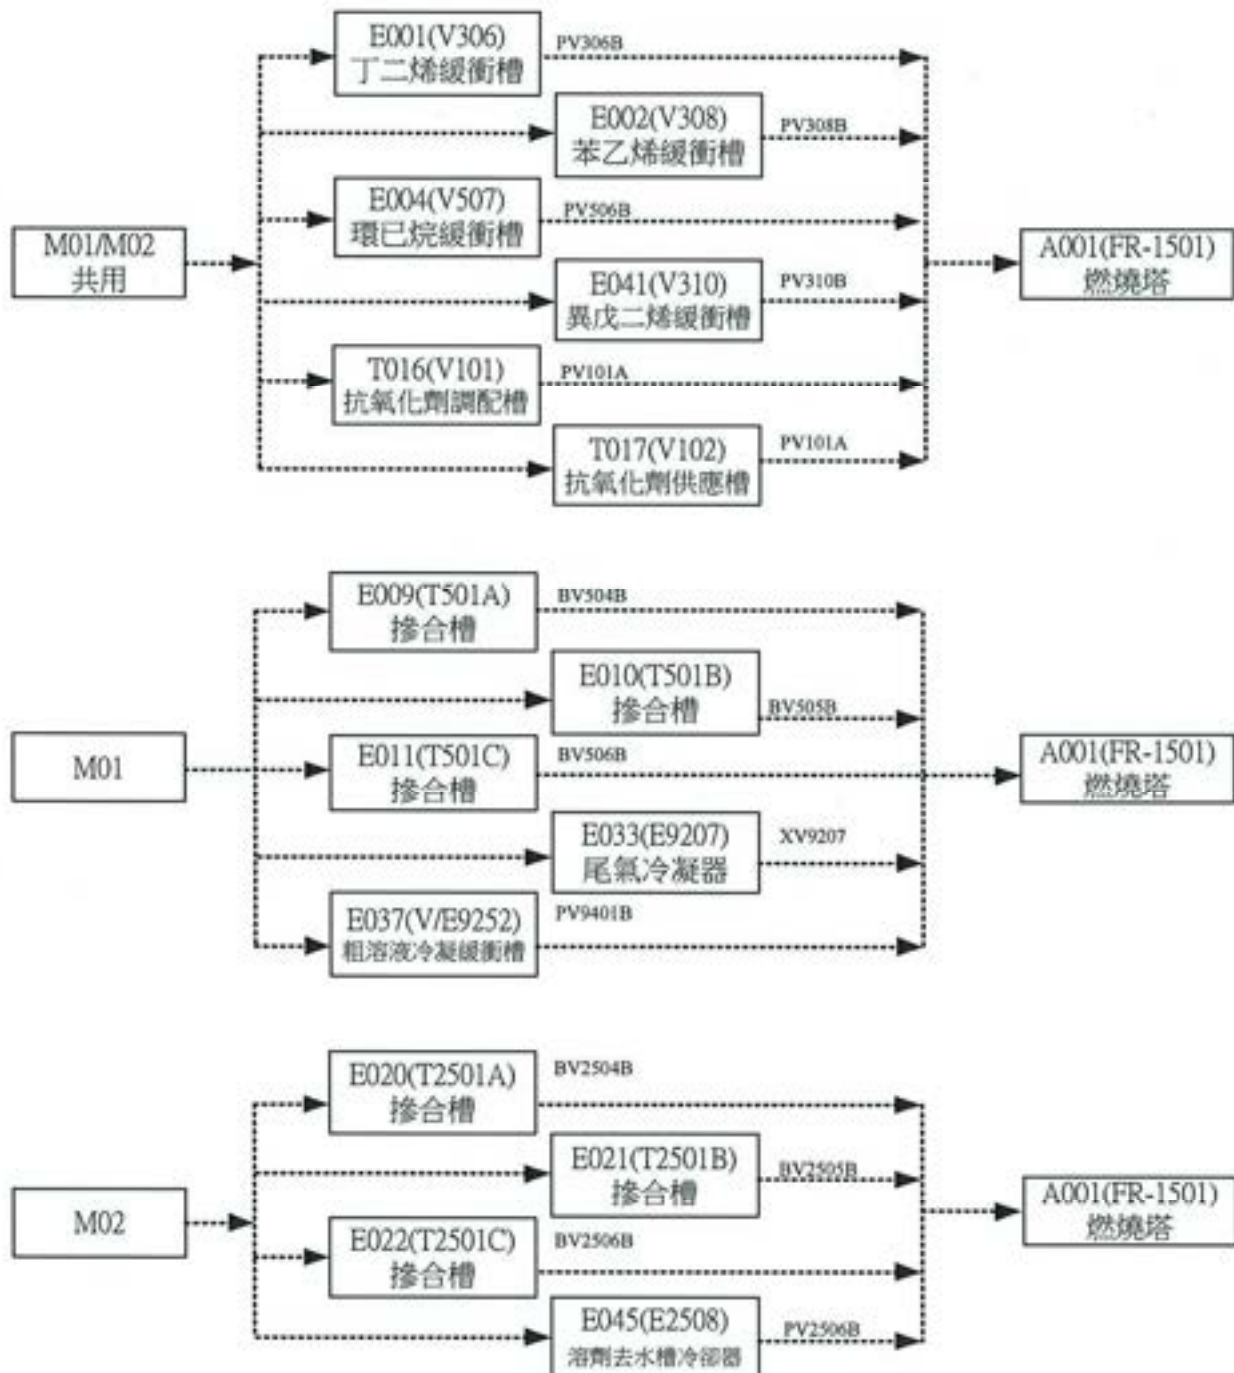 E001(V306)
丁二烯緩衝槽
PV306B
E002(V308)
苯乙烯緩衝槽
PV308B
E004(V507)
環已烷緩衝槽
PV506B
M01/M02
共用
A001(FR-1501)
燃燒塔
E041(V310)
異戊二烯緩衝槽
PV310B
T016(V101)
抗氧化劑調配槽
PV101A
T017(V102)
抗氧化劑供應槽
PV101A
E009(T501A)
摻合槽
BV504B
E010(T501B)
摻合槽
BV505B
M01
E011(T501C)
摻合槽
BV506B
A001(FR-1501)
燃燒塔
E033(E9207)
尾氣冷凝器
XV9207
E037(V/E9252)
粗溶液冷凝緩衝槽
PV9401B
E020(T2501A)
摻合槽
BV2504B
E021(T2501B)
摻合槽
BV2505B
M02
A001(FR-1501)
燃燒塔
E022(T2501C)
摻合槽
BV2506B
E045(E2508)
溶劑去水槽冷卻器
PV2506B